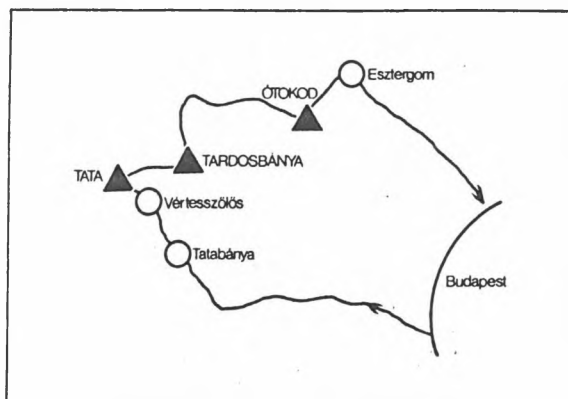 Esztergom
ÓTOKOD
TARDOSBÁNYA
TATA
Vértesszőlős
Tatabánya
Budapest